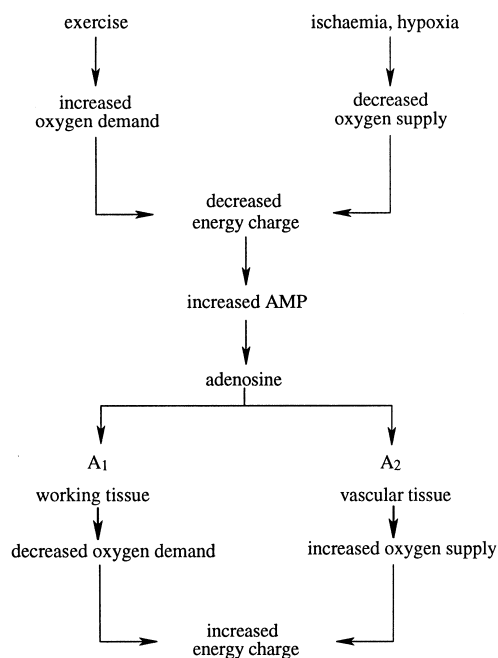 exercise
ischaemia, hypoxia
increased
oxygen demand
decreased
oxygen supply
decreased
energy charge
increased AMP
adenosine
A1
A2
working tissue
vascular tissue
decreased oxygen demand
increased oxygen supply
increased
energy charge